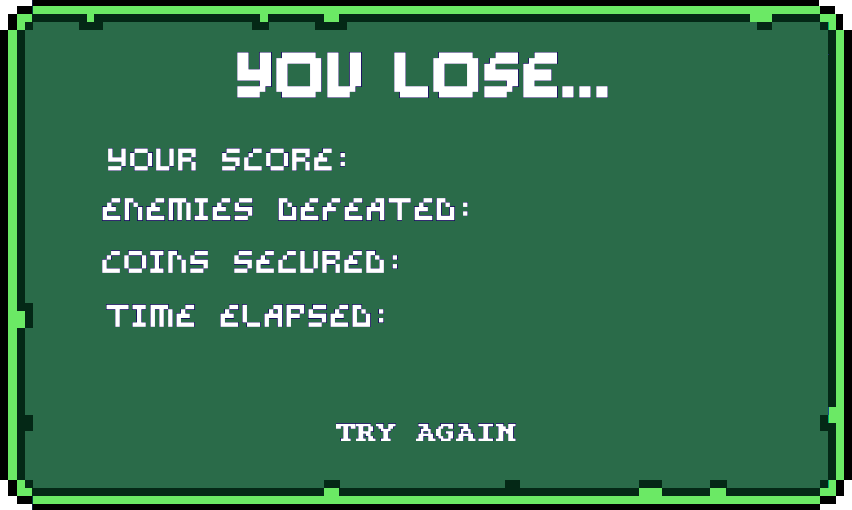 YOU LOSE...
YOUR SCORE:
ENEMIES DEFEATED:
COINS SECURED:
TIME ELAPSED:
TRY AGAIN